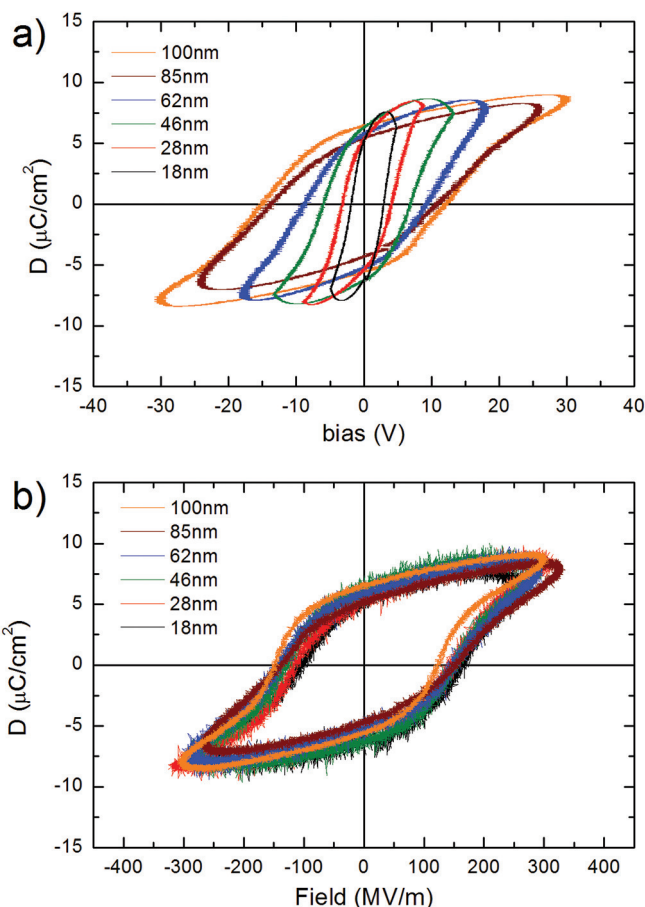 a)
15
10
5
0
-5
-10
-15
D (µC/cm²)
100nm
85nm
62nm
46nm
28nm
18nm
-40 -30 -20 -10 0 10 20 30 40
bias (V)
b)
15
10
5
0
-5
-10
-15
D (µC/cm²)
100nm
85nm
62nm
46nm
28nm
18nm
-400 -300 -200 -100 0 100 200 300 400
Field (MV/m)